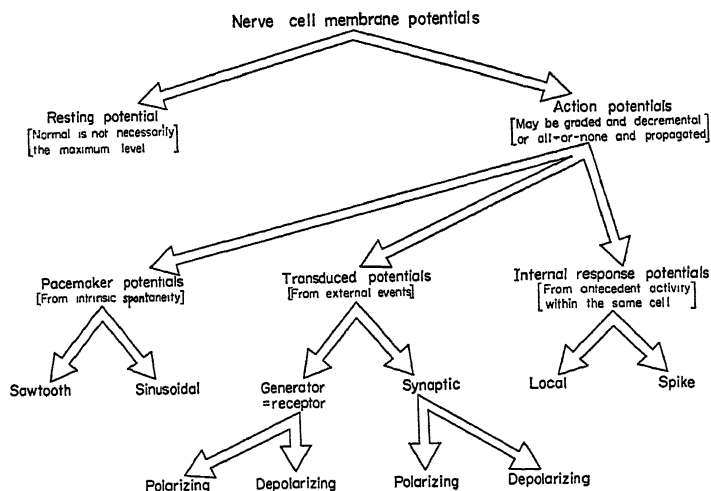 Nerve cell membrane potentials
Resting potential
[Normal is not necessarily
the maximum level]
Action potentials
[May be graded and decremental
or all-or-none and propagated]
Pacemaker potentials
[From intrinsic spontaneity]
Transduced potentials
[From external events]
Internal response potentials
[From antecedent activity
within the same cell]
Sawtooth
Sinusoidal
Generator
=receptor
Synaptic
Local
Spike
Polarizing
Depolarizing
Polarizing
Depolarizing